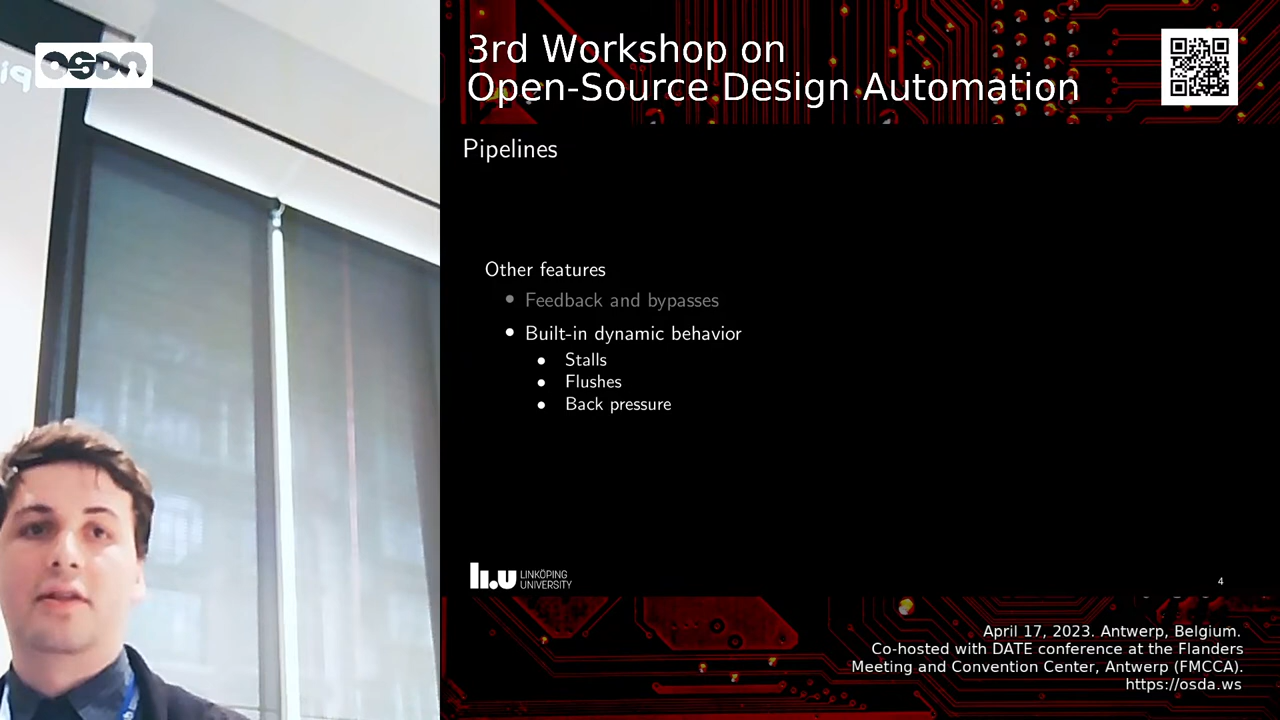 OSDA
3rd Workshop on
Open-Source Design Automation
Pipelines
Other features
Feedback and bypasses
Built-in dynamic behavior
Stalls
Flushes
Back pressure
LINKÖPING
UNIVERSITY
4
April 17, 2023. Antwerp, Belgium.
Co-hosted with DATE conference at the Flanders
Meeting and Convention Center, Antwerp (FMCCA).
https://osda.ws